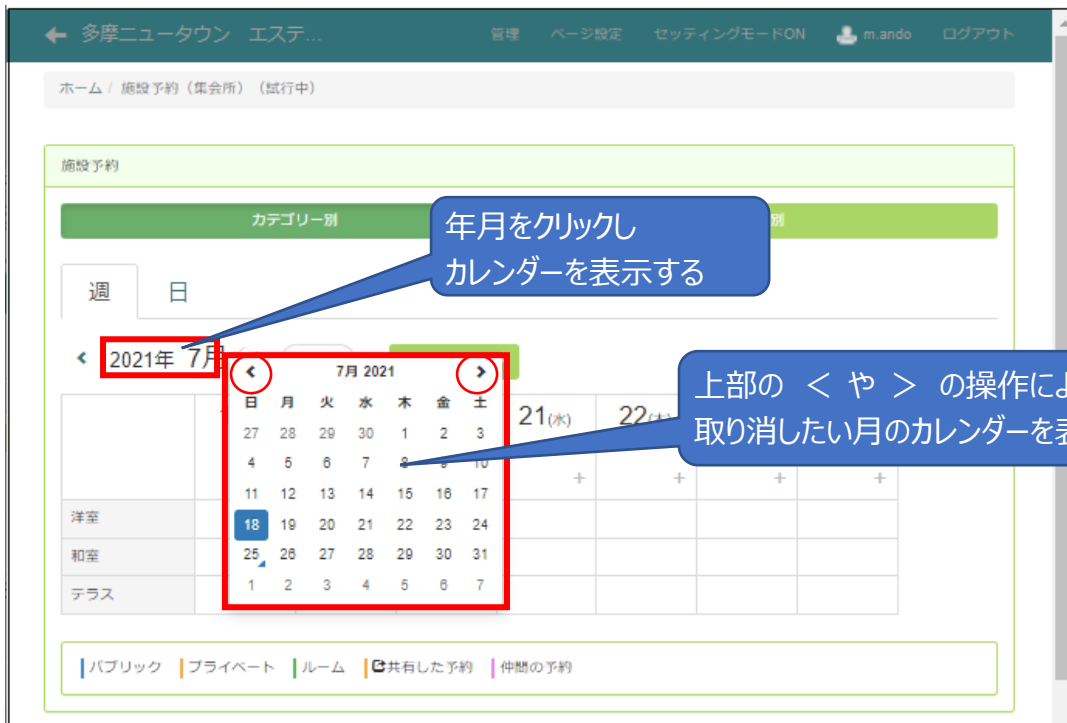 多摩ニュータウン エステ... 管理 ページ設定 セッティングモードON m.ando ログアウト
ホーム / 施設予約（集会所）（試行中）
施設予約
カテゴリー別 別
年月をクリックし
カレンダーを表示する
週 日
2021年 7月
7月 2021
日 月 火 水 木 金 土
27 28 29 30 1 2 3
4 5 6 7 8 9 10
11 12 13 14 15 16 17
18 19 20 21 22 23 24
25 26 27 28 29 30 31
1 2 3 4 5 6 7
上部の ＜ や ＞ の操作によ
取り消したい月のカレンダーを表
21(水) 22(木)
+ + + +
洋室
和室
テラス
パブリック プライベート ルーム 共有した予約 仲間の予約